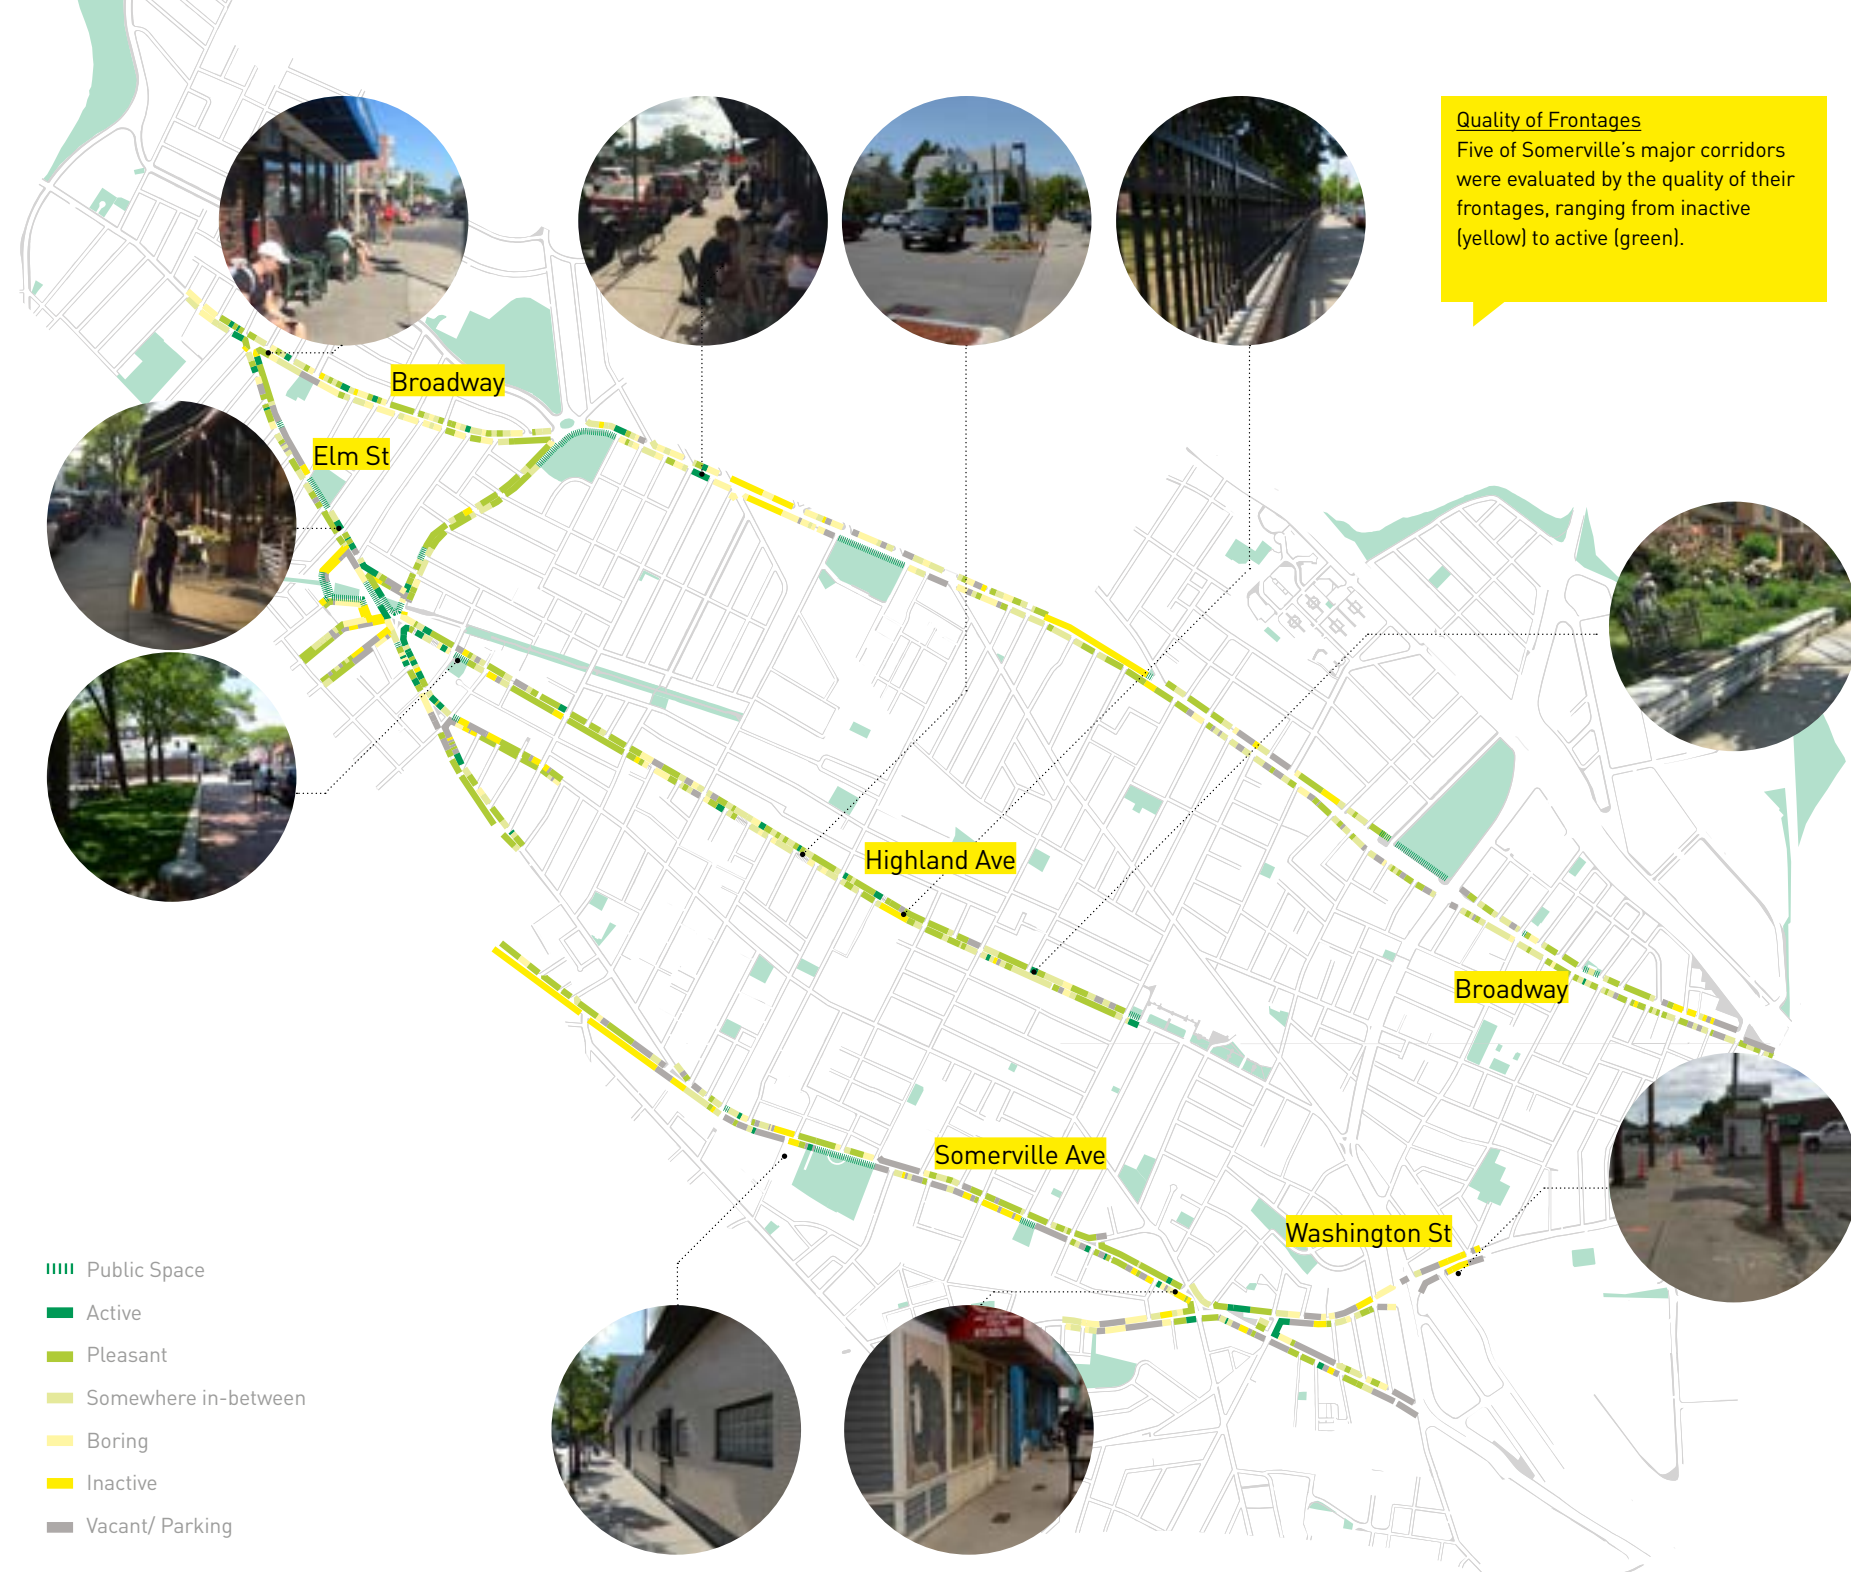 Quality of Frontages
Five of Somerville's major corridors
were evaluated by the quality of their
frontages, ranging from inactive
(yellow) to active (green).
Broadway
Elm St
Highland Ave
Broadway
Somerville Ave
Washington St
Public Space
Active
Pleasant
Somewhere in-between
Boring
Inactive
Vacant/ Parking